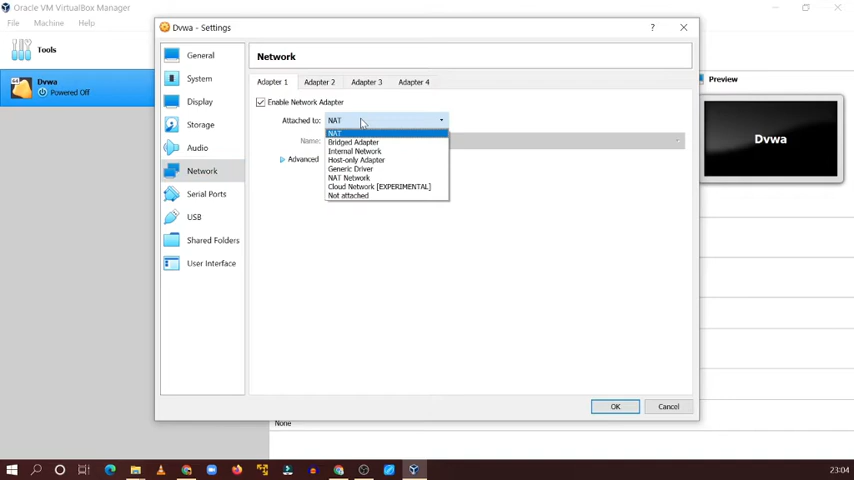 Oracle VM VirtualBox Manager
File Machine Help
Tools
Dvwa
Powered Off
Dvwa - Settings
?
General
System
Display
Storage
Audio
Network
Serial Ports
USB
Shared Folders
User Interface
Network
Adapter 1 Adapter 2 Adapter 3 Adapter 4
Enable Network Adapter
Attached to: NAT
NAT
Bridged Adapter
Internal Network
Host-only Adapter
Generic Driver
NAT Network
Cloud Network [EXPERIMENTAL]
Not attached
Name:
Advanced
OK Cancel
Preview
Dvwa
None
23:04